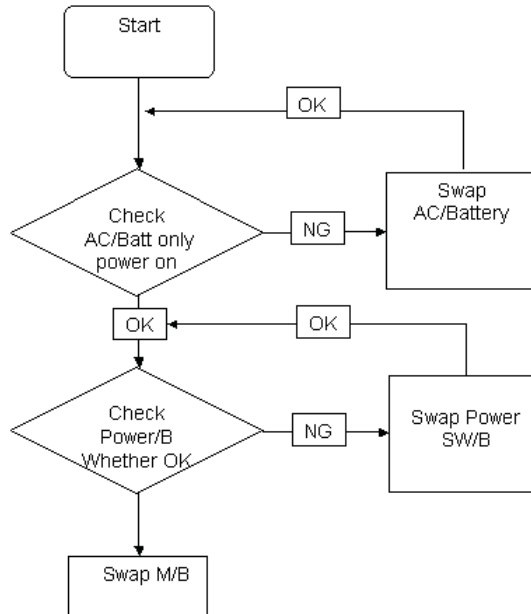 Start
OK
Check
AC/Batt only
power on
NG
Swap
AC/Battery
OK
OK
Check
Power/B
Whether OK
NG
Swap Power
SW/B
Swap M/B